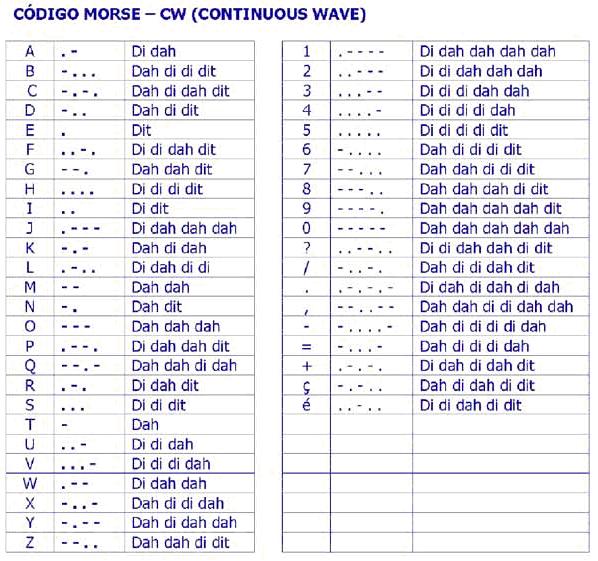 CÓDIGO MORSE – CW (CONTINUOUS WAVE)
A . - Di dah
B - . . . Dah di di dit
C - . - . Dah di dah dit
D - . . Dah di dit
E . Dit
F . . - . Di di dah dit
G - - . Dah dah dit
H . . . . Di di di dit
I . . Di dit
J . - - - Di dah dah dah
K - . - Dah di dah
L . - . . Di dah di di
M - - Dah dah
N - . Dah dit
O - - - Dah dah dah
P . - - . Di dah dah dit
Q - - . - Dah dah di dah
R . - . Di dah dit
S . . . Di di dit
T - Dah
U . . - Di di dah
V . . . - Di di di dah
W . - - Di dah dah
X - . . - Dah di di dah
Y - . - - Dah di dah dah
Z - - . . Dah dah di dit
1 . - - - - Di dah dah dah dah
2 . . - - - Di di dah dah dah
3 . . . - - Di di di dah dah
4 . . . . - Di di di di dah
5 . . . . . Di di di di dit
6 - . . . . Dah di di di dit
7 - - . . . Dah dah di di dit
8 - - - . . Dah dah dah di dit
9 - - - - . Dah dah dah dah dit
0 - - - - - Dah dah dah dah dah
? . . - - . . Di di dah dah di dit
/ - . . - . Dah di di dah dit
. . - . - . - Di dah di dah di dah
, - - . . - - Dah dah di di dah dah
- - . . . . - Dah di di di di dah
= - . . . - Dah di di di dah
+ . - . - . Di dah di dah dit
ç - . - . . Dah di dah di dit
é . . - . . Di di dah di dit